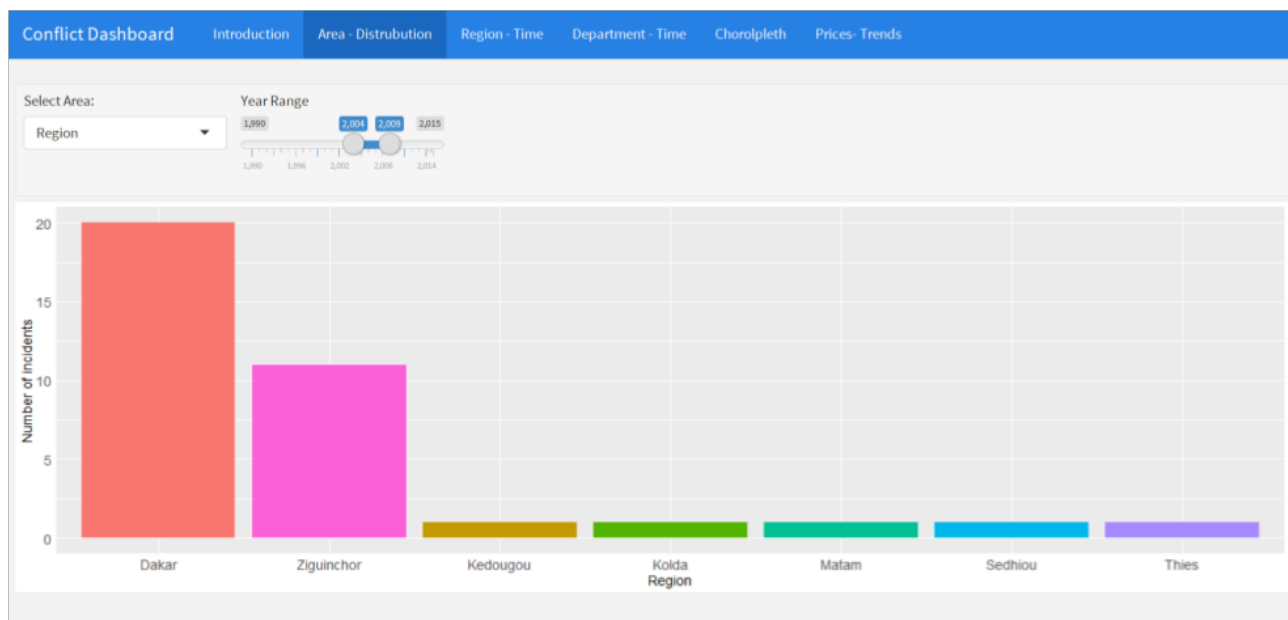 Conflict Dashboard Introduction Area - Distrubution Region - Time Department - Time Chorolpleth Prices- Trends
Select Area:
Region
Year Range
1,990 2,004 2,009 2,015
1,990 1,996 2,002 2,008 2,014
Number of incidents
20
15
10
5
0
Dakar Ziguinchor Kedougou Kolda Matam Sedhiou Thies
Region